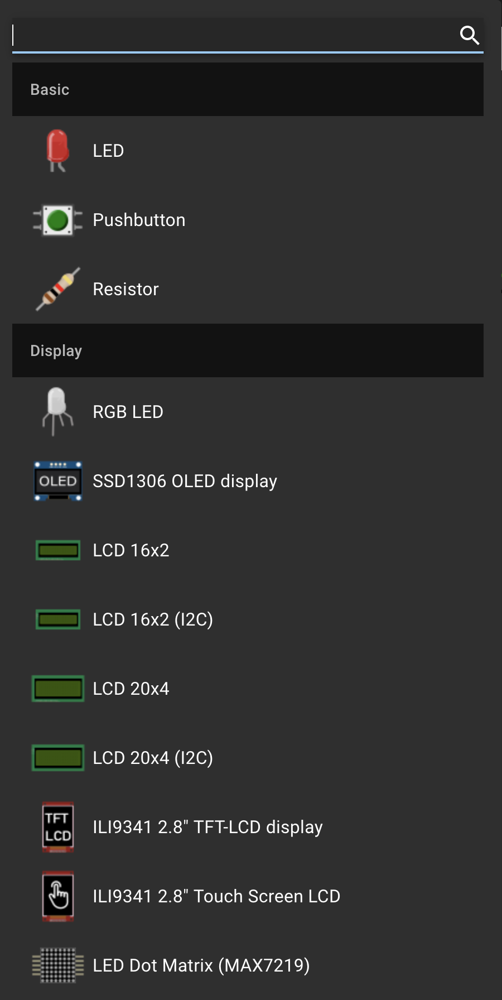 Basic
LED
Pushbutton
Resistor
Display
RGB LED
OLED
SSD1306 OLED display
LCD 16x2
LCD 16x2 (I2C)
LCD 20x4
LCD 20x4 (I2C)
TFT
LCD
ILI9341 2.8" TFT-LCD display
ILI9341 2.8" Touch Screen LCD
LED Dot Matrix (MAX7219)